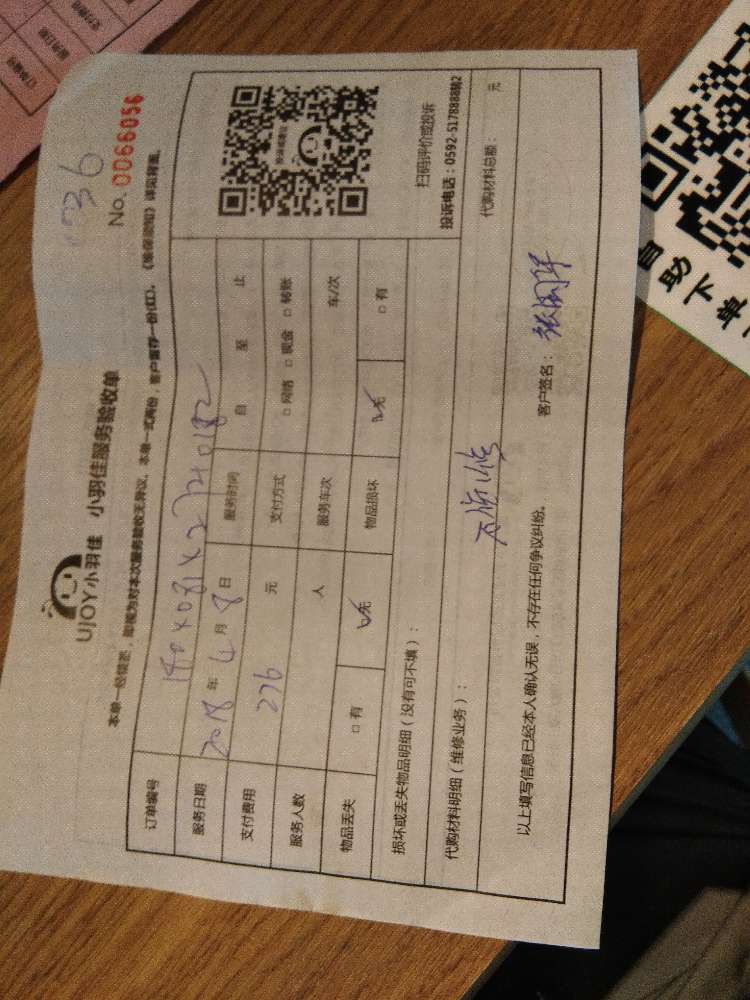 UJOY小羽佳 小羽佳服务验收单
No. 0066056
本单一经签签，即视为对本次服务验收无异议，本单一式两份，客户留存一份(红)，《维保须知》详见背面。
订单编号
服务日期 2018 年 4 月 8 日 服务时间 自 至 止
支付费用 276 元 支付方式 □ 网络 □ 现金 □ 转账
服务人数 人 服务车次 车/次
物品丢失 □ 有 ☑无 物品损坏 ☑无 □ 有
损坏或丢失物品明细（没有可不填）：
代购材料明细（维修业务）：
代购材料总额： 元
扫码评价或投诉
投诉电话：0592-5178888转2
以上填写信息已经本人确认无误，不存在任何争议纠纷。
客户签名：
自助下单